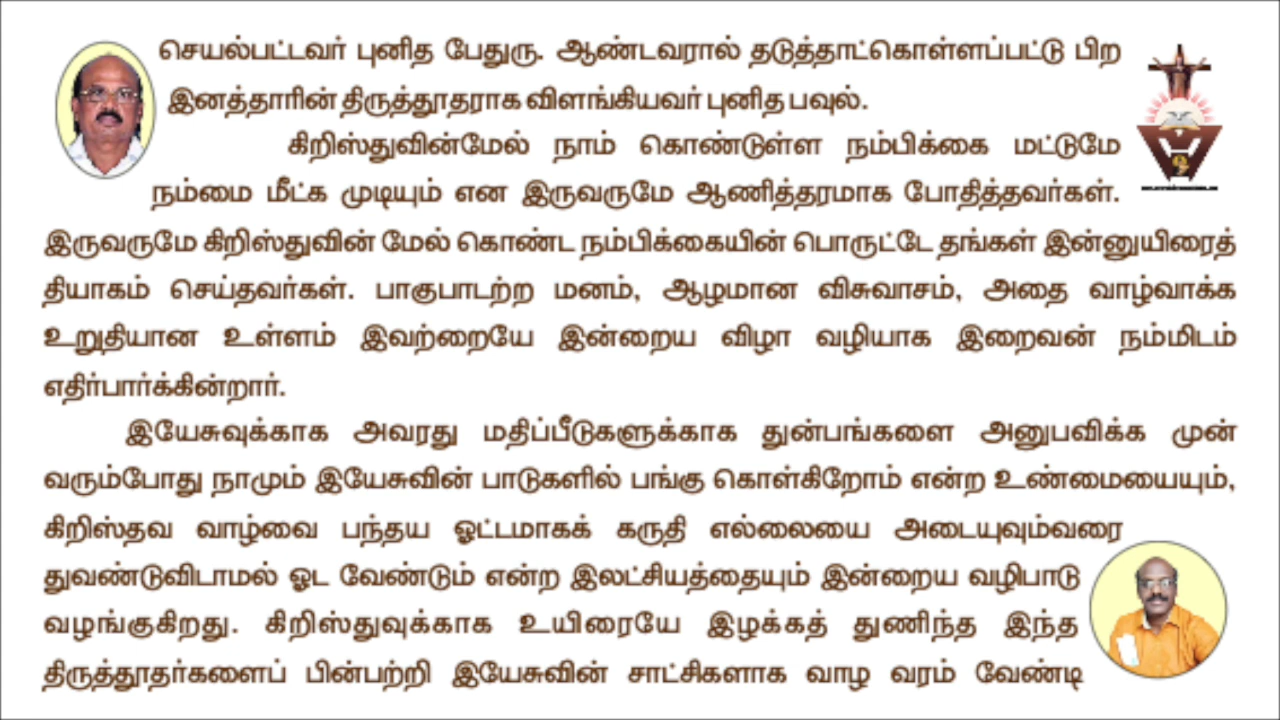 செயல்பட்டவர் புனித பேதுரு. ஆண்டவரால் தடுத்தாட்கொள்ளப்பட்டு பிற
இனத்தாரின் திருத்தூதராக விளங்கியவர் புனித பவுல்.
கிறிஸ்துவின்மேல் நாம் கொண்டுள்ள நம்பிக்கை மட்டுமே
நம்மை மீட்க முடியும் என இருவருமே ஆணித்தரமாக போதித்தவர்கள்.
இருவருமே கிறிஸ்துவின் மேல் கொண்ட நம்பிக்கையின் பொருட்டே தங்கள் இன்னுயிரைத்
தியாகம் செய்தவர்கள். பாகுபாடற்ற மனம், ஆழமான விசுவாசம், அதை வாழ்வாக்க
உறுதியான உள்ளம் இவற்றையே இன்றைய விழா வழியாக இறைவன் நம்மிடம்
எதிர்பார்க்கின்றார்.
இயேசுவுக்காக அவரது மதிப்பீடுகளுக்காக துன்பங்களை அனுபவிக்க முன்
வரும்போது நாமும் இயேசுவின் பாடுகளில் பங்கு கொள்கிறோம் என்ற உண்மையையும்,
கிறிஸ்தவ வாழ்வை பந்தய ஓட்டமாகக் கருதி எல்லையை அடையுவும்வரை
துவண்டுவிடாமல் ஓட வேண்டும் என்ற இலட்சியத்தையும் இன்றைய வழிபாடு
வழங்குகிறது. கிறிஸ்துவுக்காக உயிரையே இழக்கத் துணிந்த இந்த
திருத்தூதர்களைப் பின்பற்றி இயேசுவின் சாட்சிகளாக வாழ வரம் வேண்டி